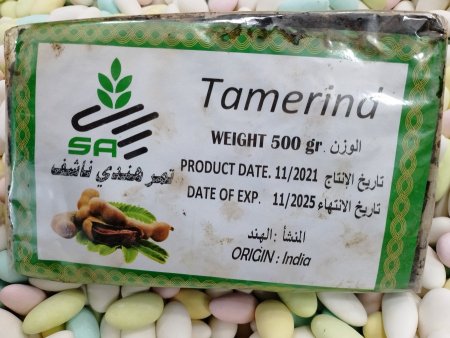 Tamerind
SA
WEIGHT 500 gr. الوزن
تمر هندي ناشف
PRODUCT DATE. 11/2021 تاريخ الإنتاج
DATE OF EXP. 11/2025 تاريخ الانتهاء
المنشأ : الهند
ORIGIN : India